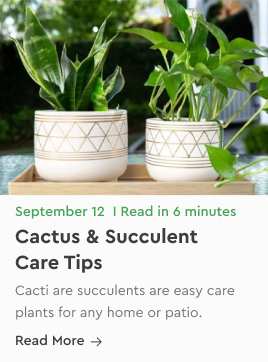 September 12 | Read in 6 minutes
Cactus & Succulent
Care Tips
Cacti are succulents are easy care
plants for any home or patio.
Read More →